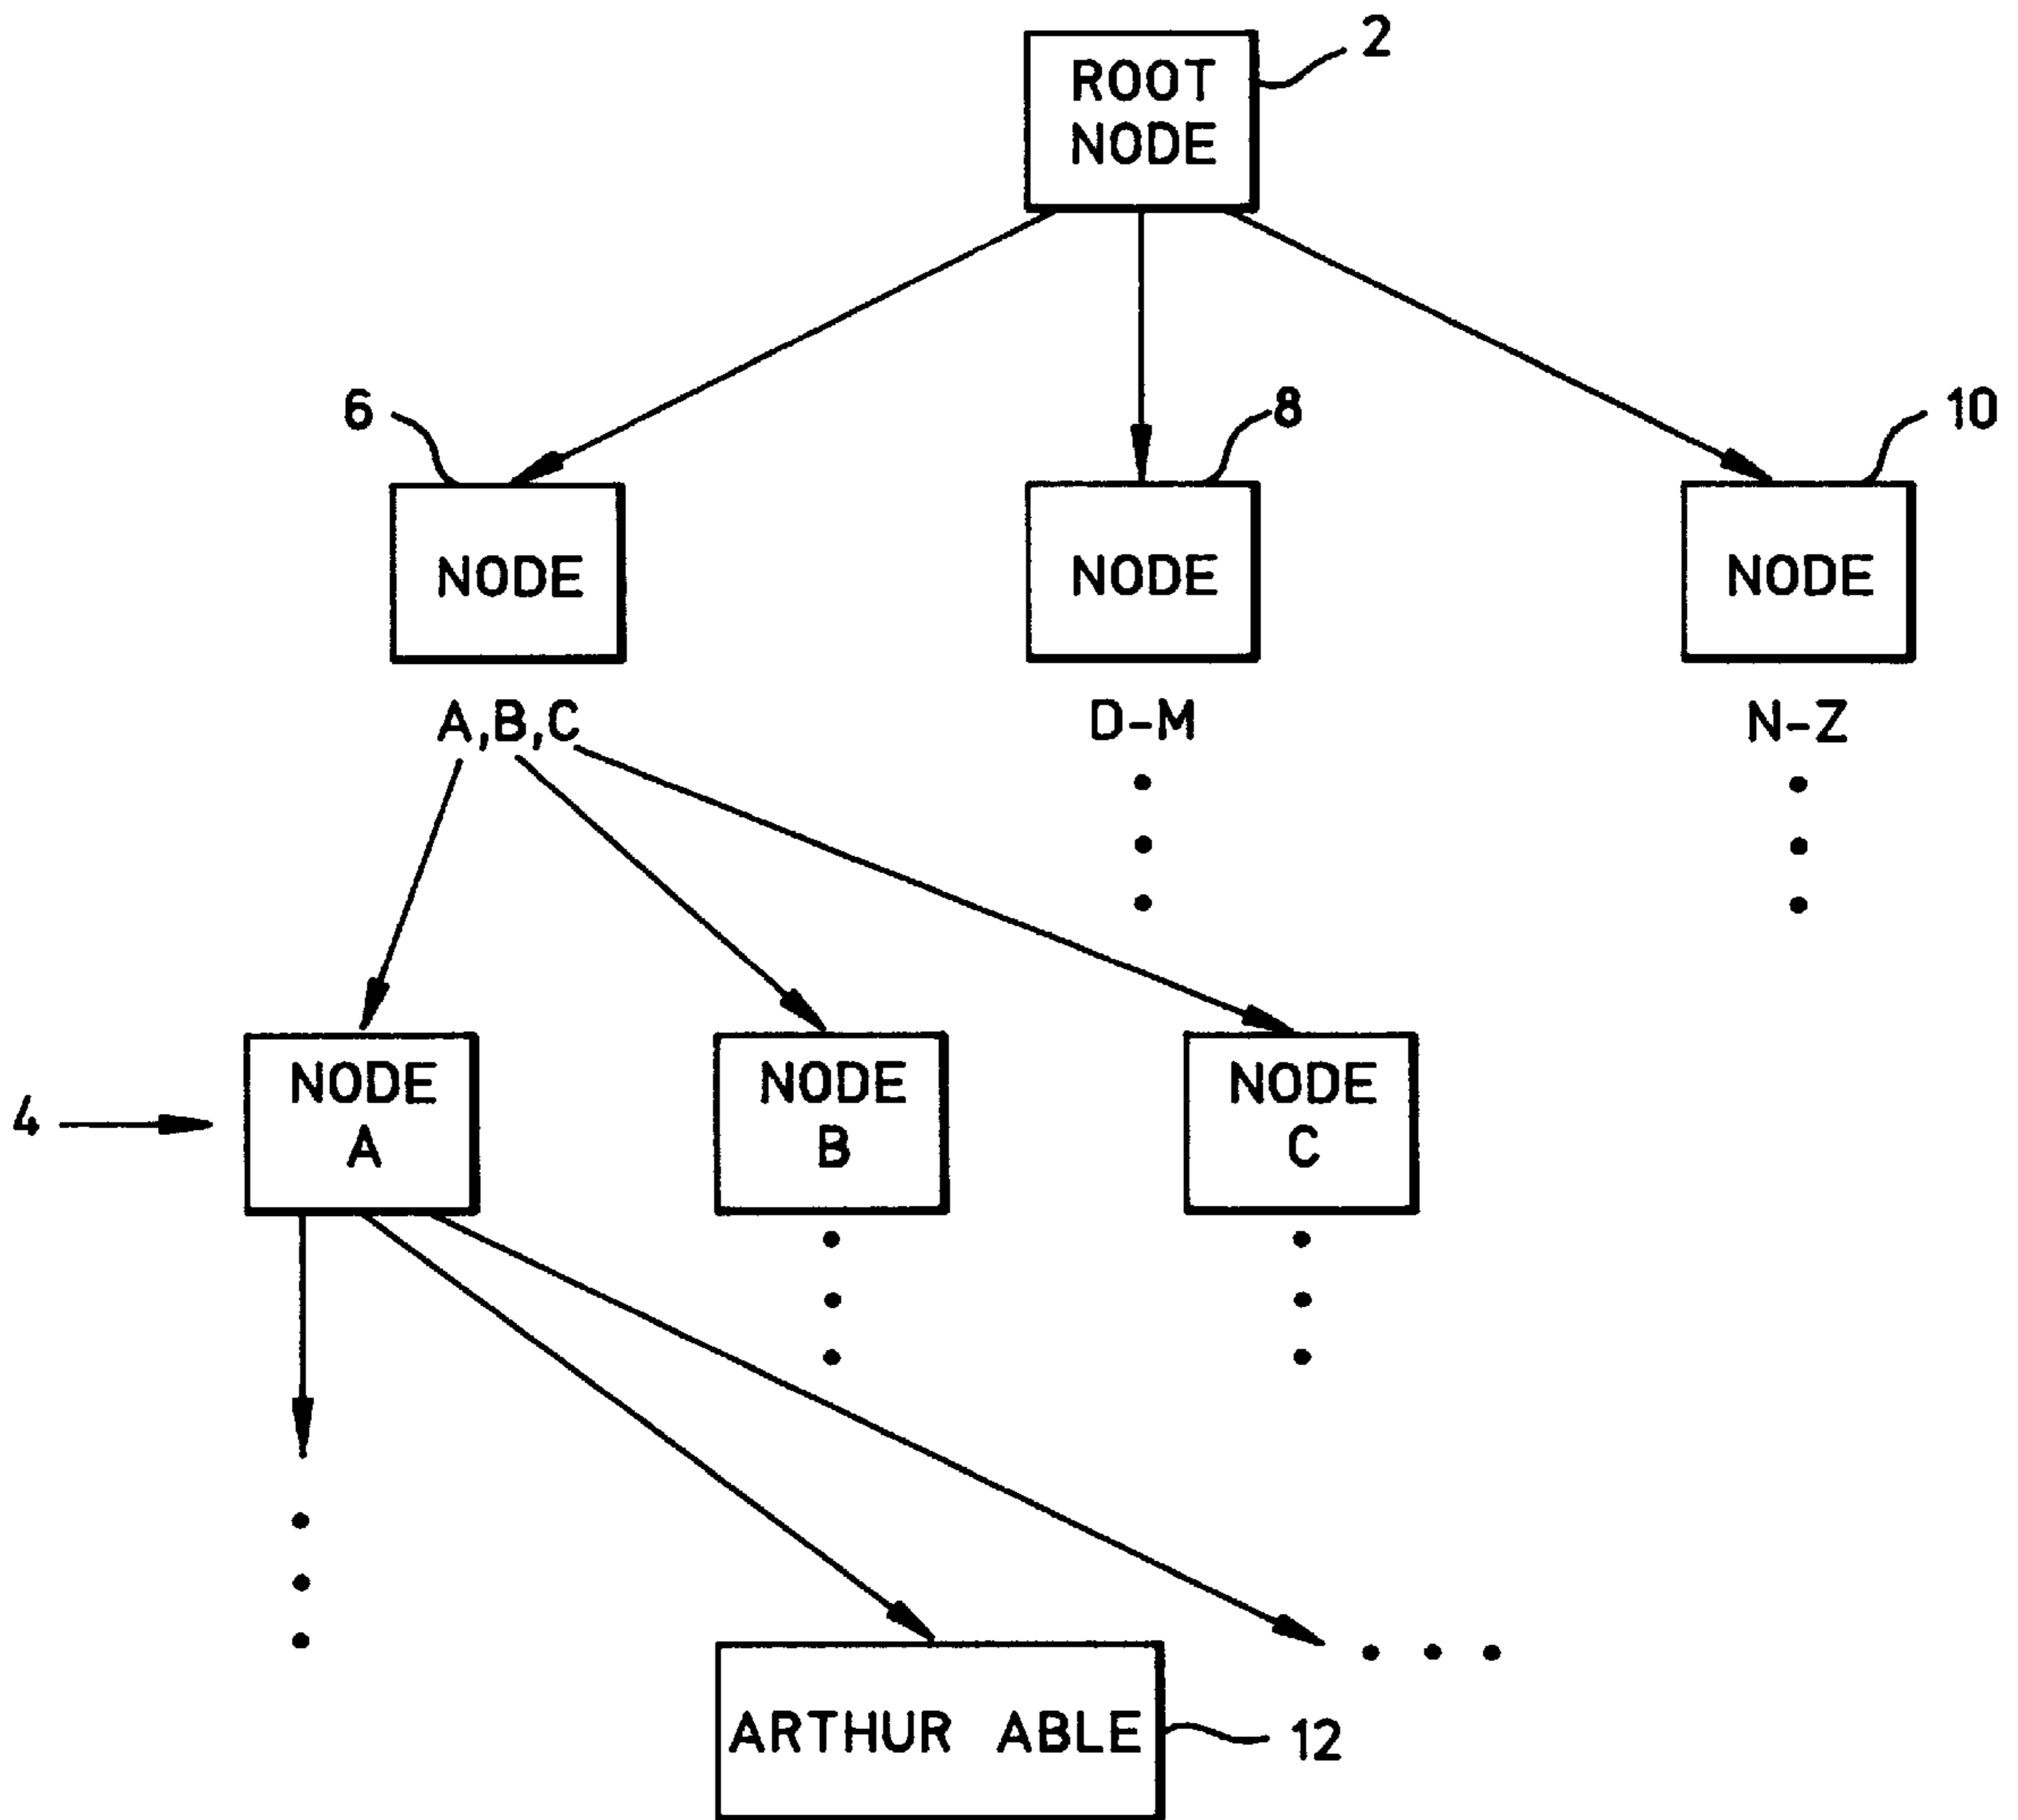 2
ROOT
NODE
6
8
10
NODE
NODE
NODE
A,B,C
D-M
N-Z
4
NODE
A
NODE
B
NODE
C
ARTHUR ABLE
12